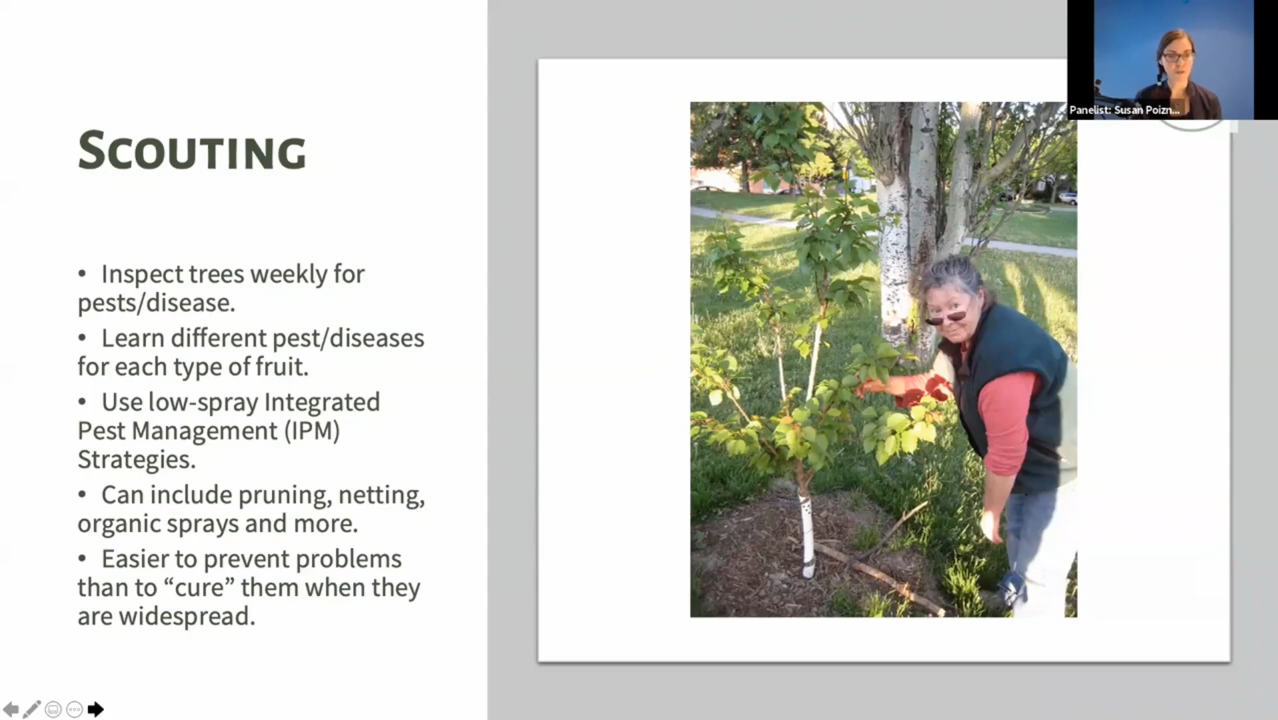 Panelist: Susan Poizn...
SCOUTING
• Inspect trees weekly for
pests/disease.
• Learn different pest/diseases
for each type of fruit.
• Use low-spray Integrated
Pest Management (IPM)
Strategies.
• Can include pruning, netting,
organic sprays and more.
• Easier to prevent problems
than to “cure” them when they
are widespread.